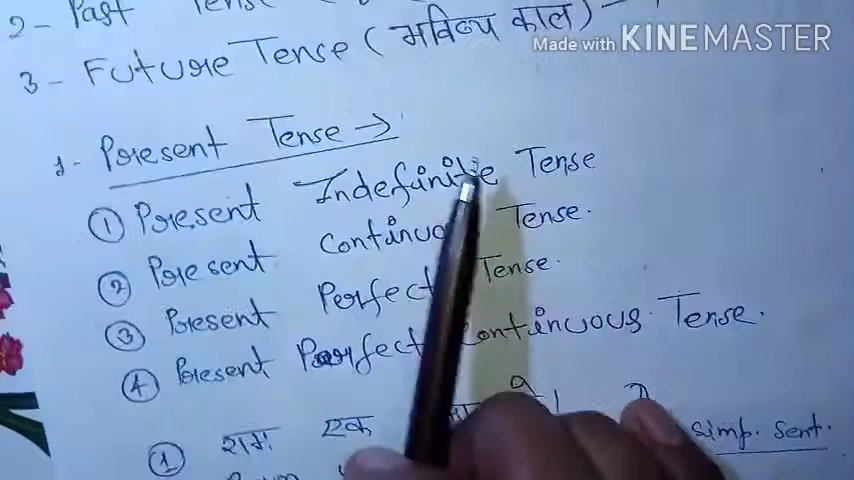 2- Past Tense (
3- Future Tense (भविष्य काल) -
Made with KINEMASTER
1- Present Tense →
① Present Indefinite Tense
② Present Continuous Tense.
③ Present Perfect Tense.
④ Present Perfect Continuous Tense.
① राम एक simp. sent.